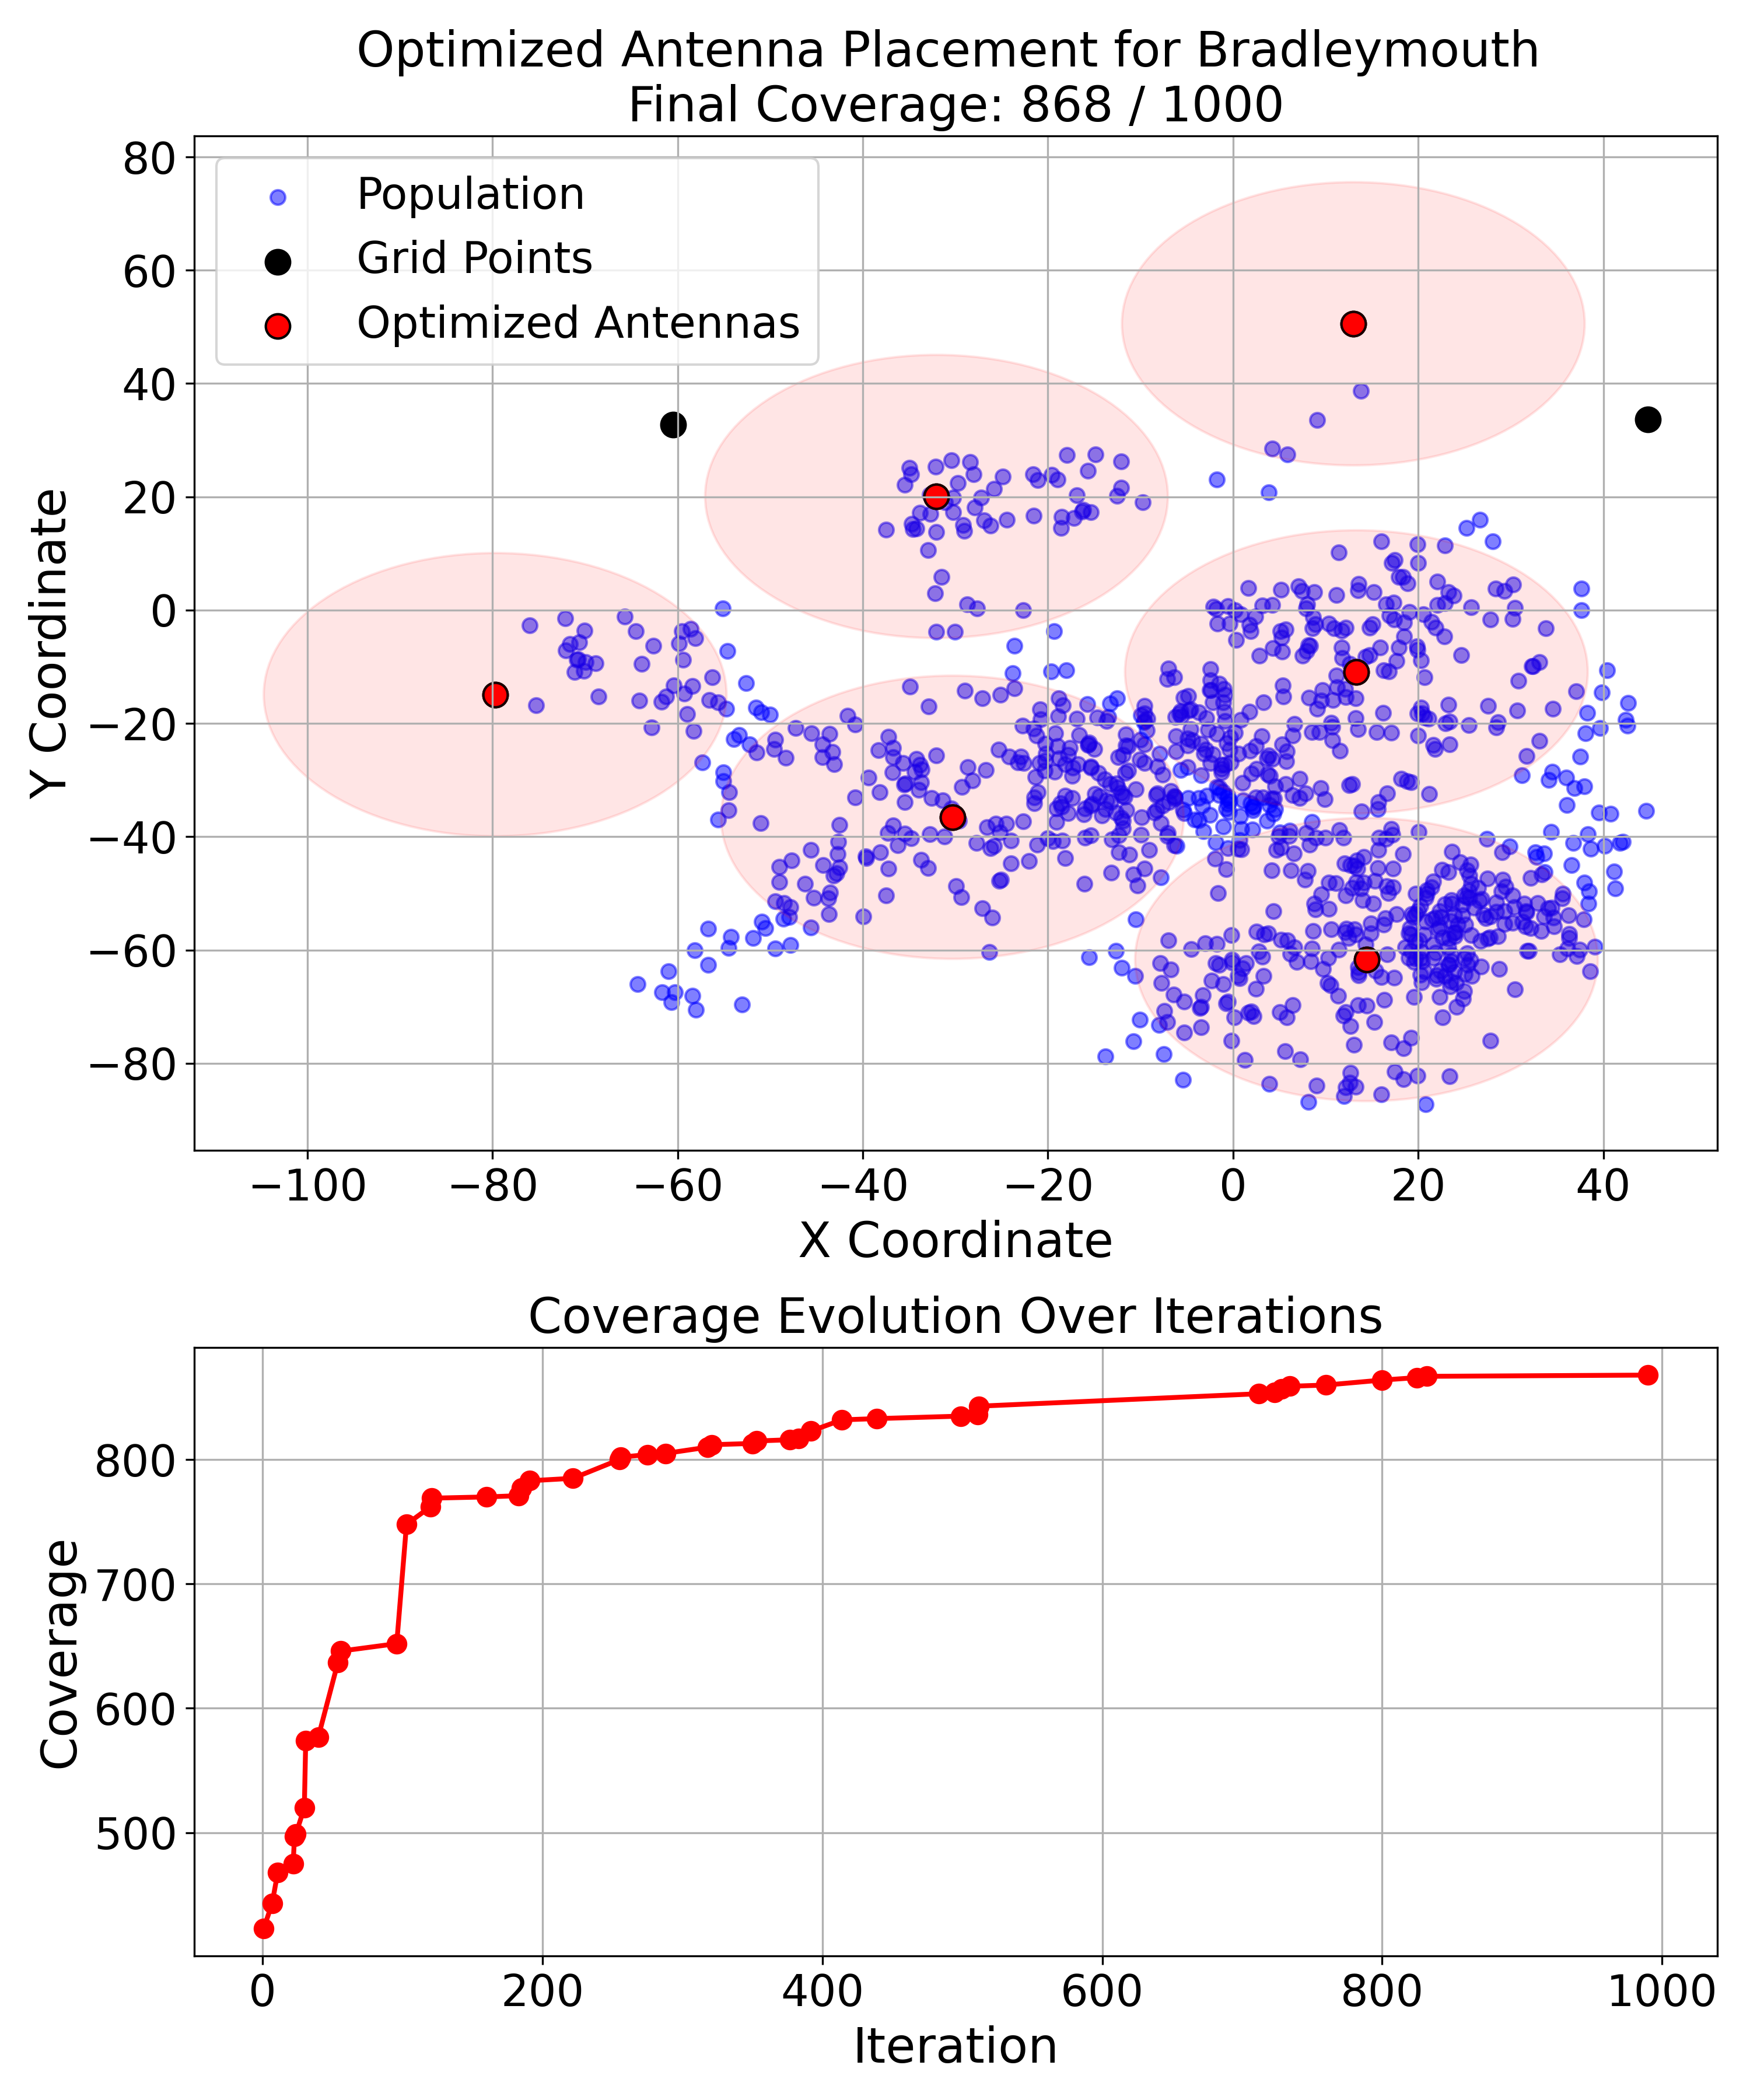 Optimized Antenna Placement for Bradleymouth
Final Coverage: 868 / 1000
Population
Grid Points
Optimized Antennas
80
60
40
20
0
−20
−40
−60
−80
Y Coordinate
−100
−80
−60
−40
−20
0
20
40
X Coordinate
Coverage Evolution Over Iterations
800
700
600
500
Coverage
0
200
400
600
800
1000
Iteration